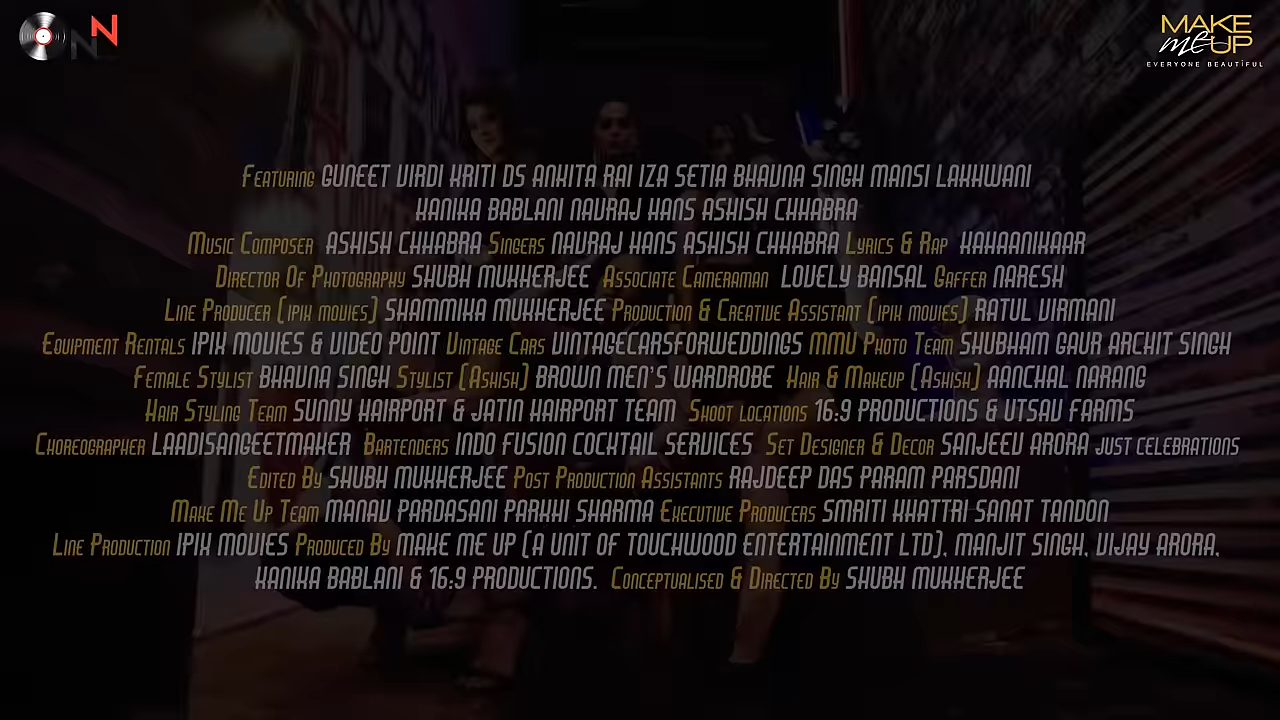 N
MAKE
me UP
EVERYONE BEAUTIFUL
Featuring GUNEET VIRDI KRITI DS ANKITA RAI IZA SETIA BHAVNA SINGH MANSI LAKHWANI
KANIKA BABLANI NAVRAJ HANS ASHISH CHHABRA
Music Composer ASHISH CHHABRA Singers NAVRAJ HANS ASHISH CHHABRA Lyrics & Rap KAHAANIKAAR
Director Of Photography SHUBH MUKHERJEE Associate Cameraman LOVELY BANSAL Gaffer NARESH
Line Producer (ipix movies) SHAMMIKA MUKHERJEE Production & Creative Assistant (ipix movies) RATUL VIRMANI
Equipment Rentals IPIX MOVIES & VIDEO POINT Vintage Cars VINTAGECARSFORWEDDINGS MMU Photo Team SHUBHAM GAUR ARCHIT SINGH
Female Stylist BHAVNA SINGH Stylist (Ashish) BROWN MEN'S WARDROBE Hair & Makeup (Ashish) AANCHAL NARANG
Hair Styling Team SUNNY HAIRPORT & JATIN HAIRPORT TEAM Shoot locations 16:9 PRODUCTIONS & UTSAV FARMS
Choreographer LAADISANGEETMAKER Bartenders INDO FUSION COCKTAIL SERVICES Set Designer & Decor SANJEEV ARORA JUST CELEBRATIONS
Edited By SHUBH MUKHERJEE Post Production Assistants RAJDEEP DAS PARAM PARSDANI
Make Me Up Team MANAV PARDASANI PARKHI SHARMA Executive Producers SMRITI KHATTRI SANAT TANDON
Line Production IPIX MOVIES Produced By MAKE ME UP (A UNIT OF TOUCHWOOD ENTERTAINMENT LTD), MANJIT SINGH, VIJAY ARORA,
KANIKA BABLANI & 16:9 PRODUCTIONS. Conceptualised & Directed By SHUBH MUKHERJEE